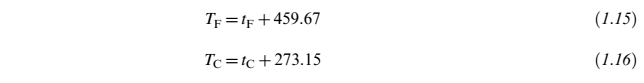 T_F = t_F + 459.67 (1.15)
T_C = t_C + 273.15 (1.16)